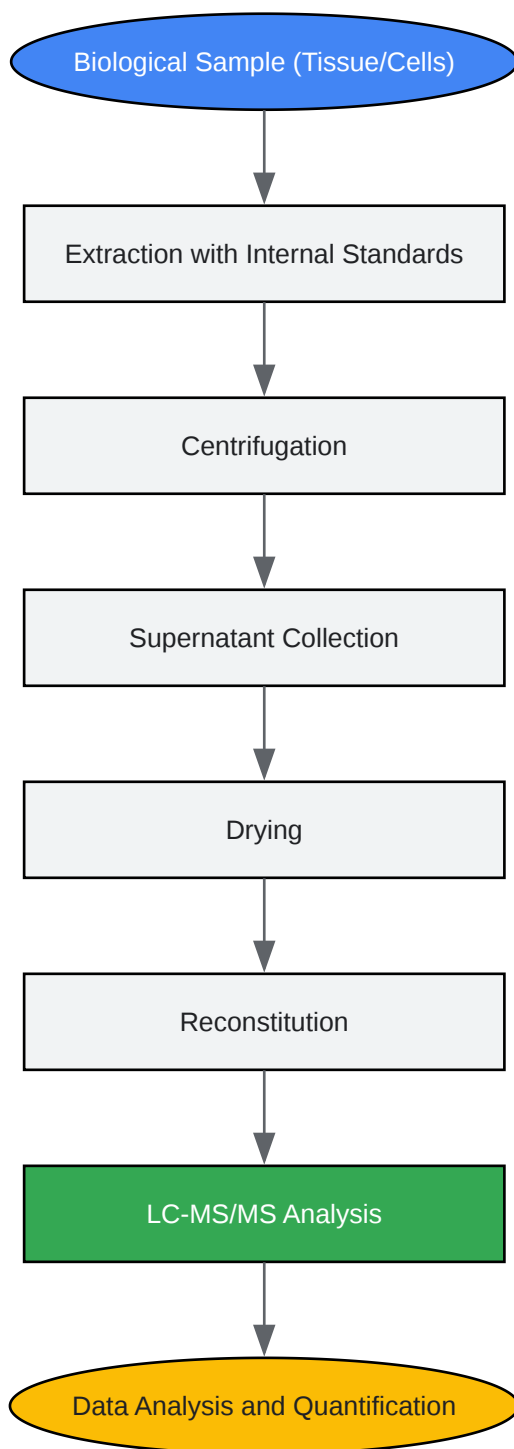 Biological Sample (Tissue/Cells)
Extraction with Internal Standards
Centrifugation
Supernatant Collection
Drying
Reconstitution
LC-MS/MS Analysis
Data Analysis and Quantification